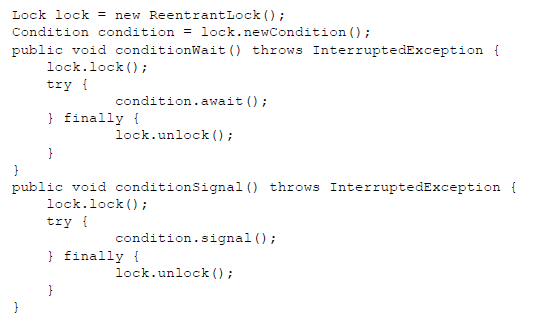 Lock lock = new ReentrantLock();
Condition condition = lock.newCondition();
public void conditionWait() throws InterruptedException {
    lock.lock();
    try {
            condition.await();
    } finally {
            lock.unlock();
    }
}
public void conditionSignal() throws InterruptedException {
    lock.lock();
    try {
            condition.signal();
    } finally {
            lock.unlock();
    }
}